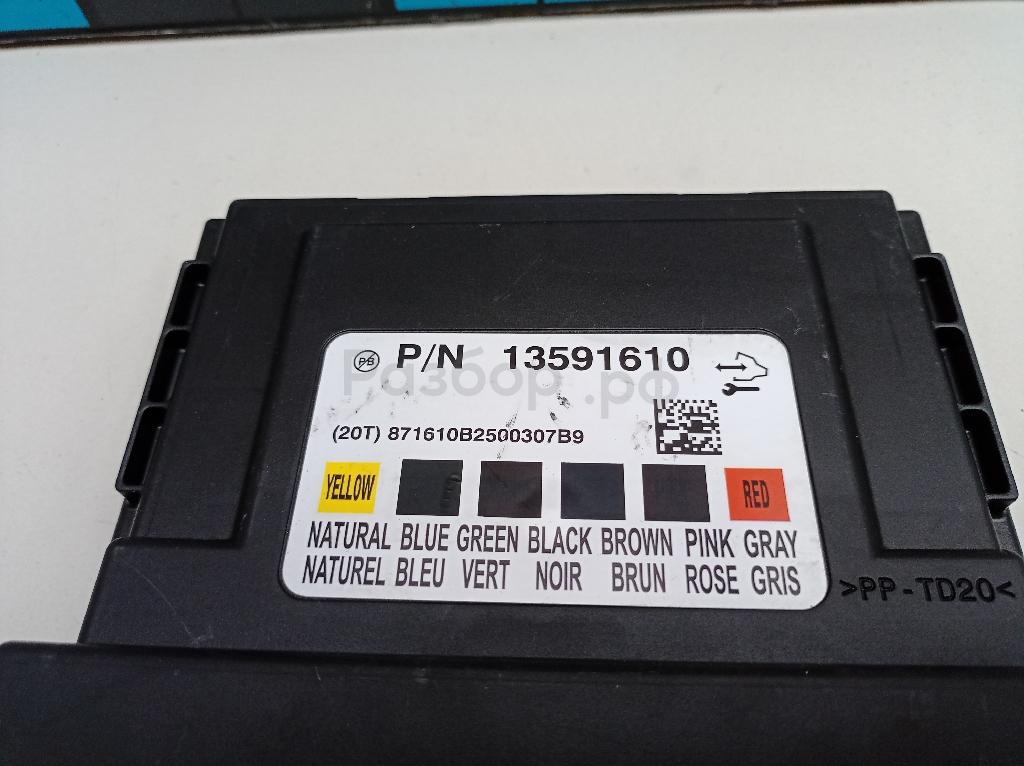 PB P/N 13591610
Разбор.рф
(20T) 871610B2500307B9
YELLOW RED
NATURAL BLUE GREEN BLACK BROWN PINK GRAY
NATUREL BLEU VERT NOIR BRUN ROSE GRIS
>PP-TD20<